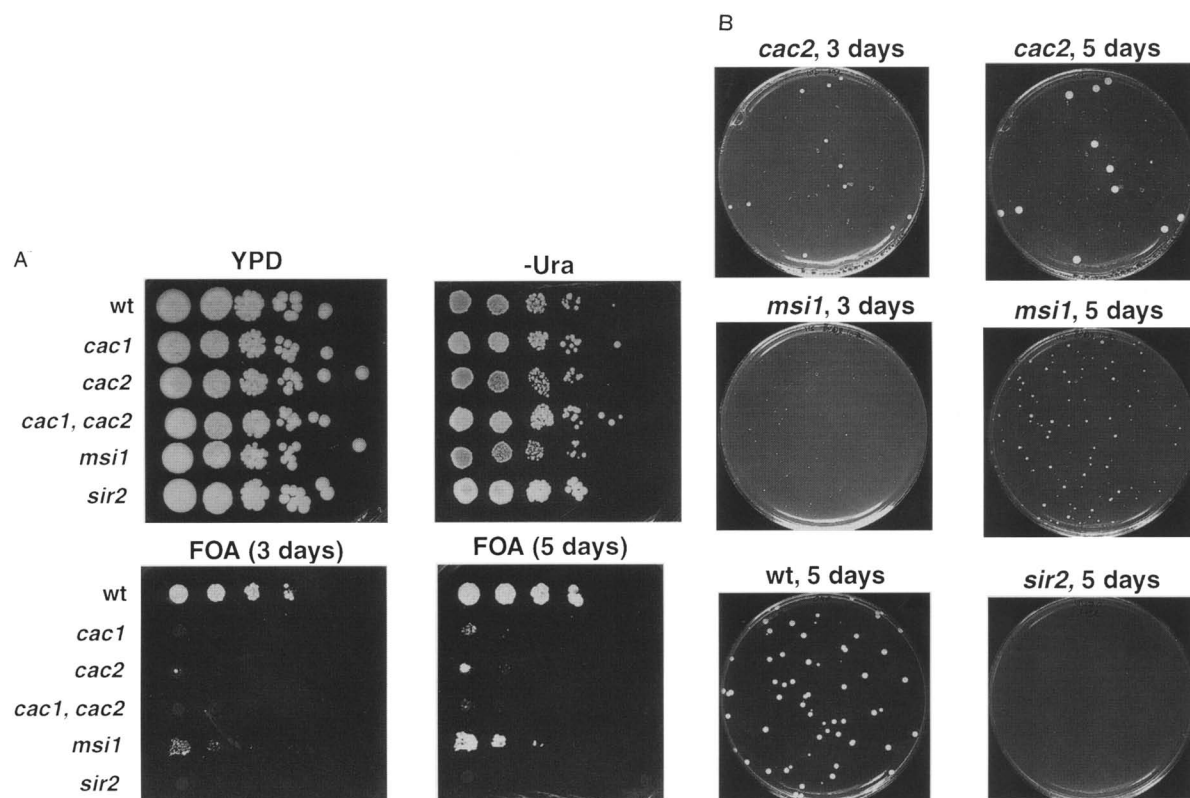 A
YPD
-Ura
wt
cac1
cac2
cac1, cac2
msi1
sir2
FOA (3 days)
FOA (5 days)
wt
cac1
cac2
cac1, cac2
msi1
sir2
B
cac2, 3 days
cac2, 5 days
msi1, 3 days
msi1, 5 days
wt, 5 days
sir2, 5 days